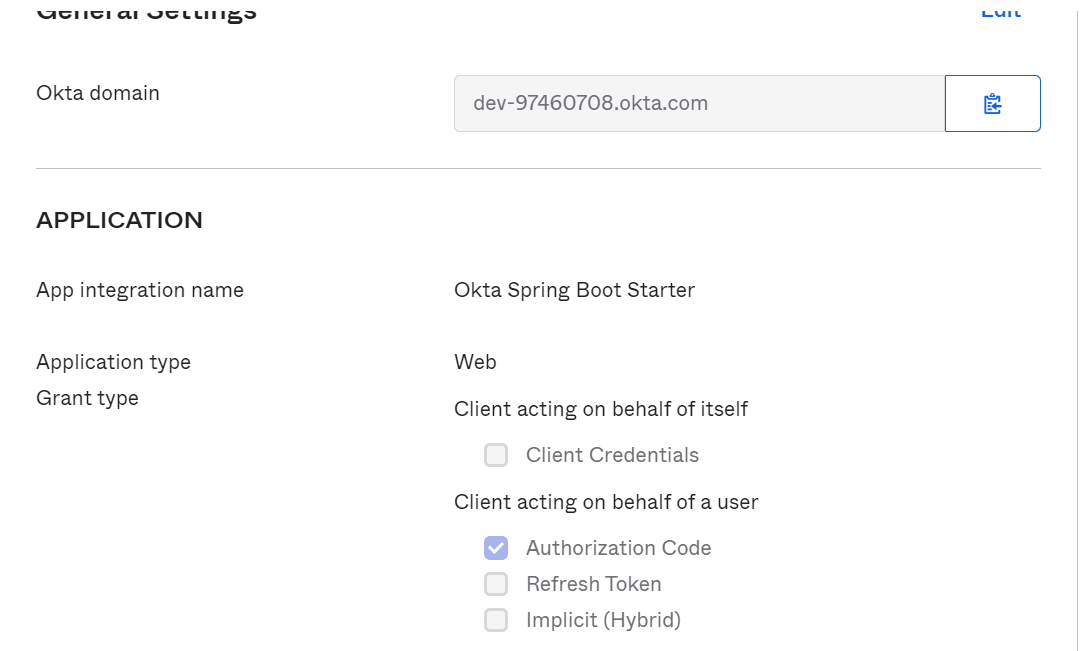 General Settings
Edit
Okta domain
dev-97460708.okta.com
APPLICATION
App integration name
Okta Spring Boot Starter
Application type
Web
Grant type
Client acting on behalf of itself
Client Credentials
Client acting on behalf of a user
Authorization Code
Refresh Token
Implicit (Hybrid)